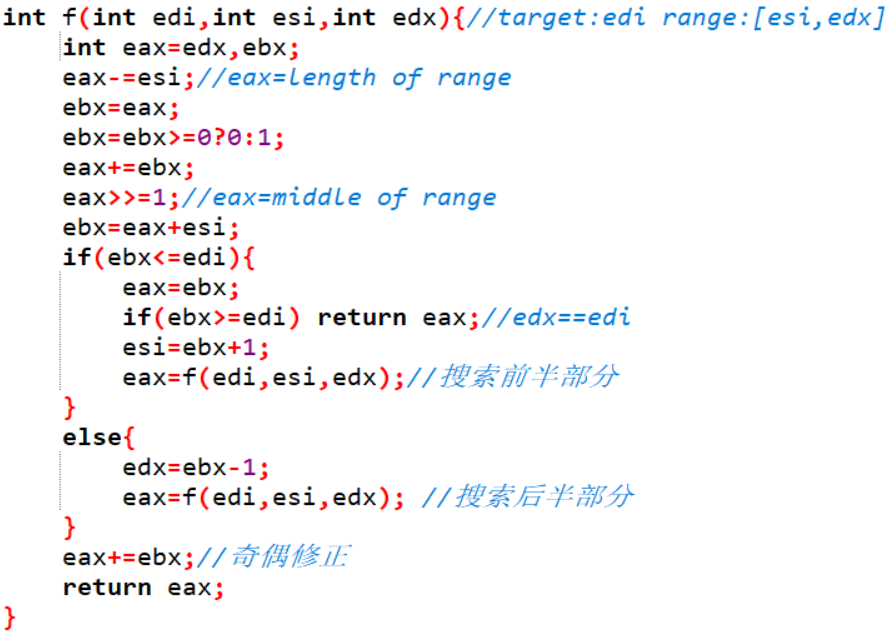 int f(int edi,int esi,int edx){//target:edi range:[esi,edx]
    int eax=edx,ebx;
    eax-=esi;//eax=length of range
    ebx=eax;
    ebx=ebx>=0?0:1;
    eax+=ebx;
    eax>>=1;//eax=middle of range
    ebx=eax+esi;
    if(ebx<=edi){
        eax=ebx;
        if(ebx>=edi) return eax;//edx==edi
        esi=ebx+1;
        eax=f(edi,esi,edx);//搜索前半部分
    }
    else{
        edx=ebx-1;
        eax=f(edi,esi,edx); //搜索后半部分
    }
    eax+=ebx;//奇偶修正
    return eax;
}